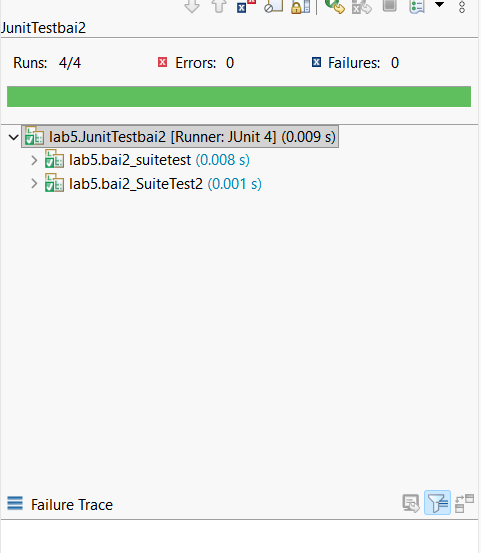 JunitTestbai2
Runs: 4/4 Errors: 0 Failures: 0
lab5.JunitTestbai2 [Runner: JUnit 4] (0.009 s)
lab5.bai2_suitetest (0.008 s)
lab5.bai2_SuiteTest2 (0.001 s)
Failure Trace